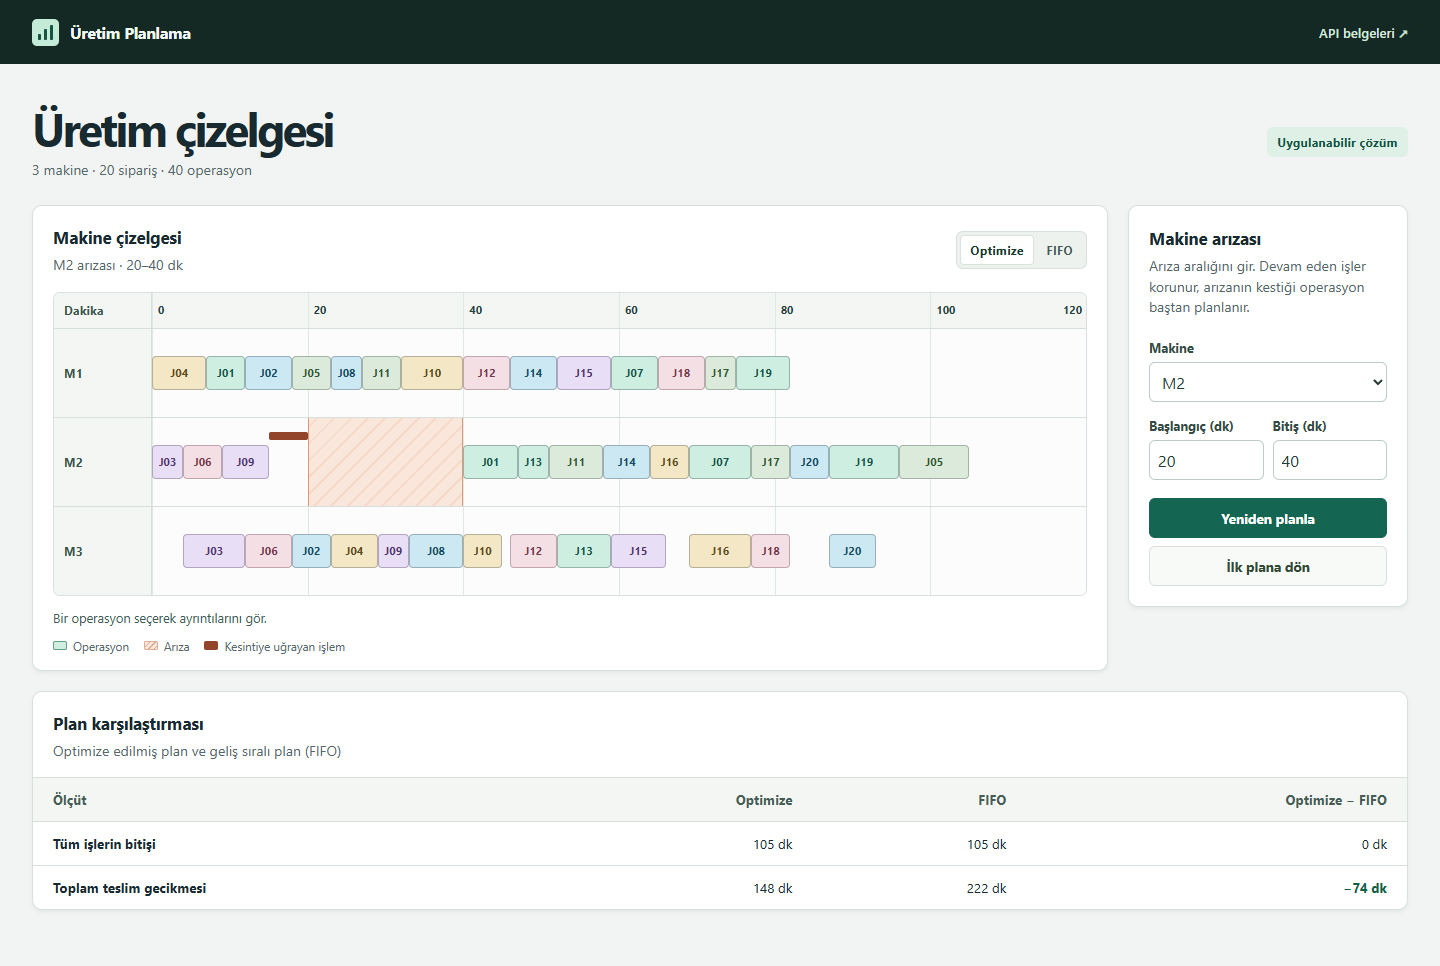 Üretim Planlama
API belgeleri ↗
Üretim çizelgesi
3 makine · 20 sipariş · 40 operasyon
Uygulanabilir çözüm
Makine çizelgesi
M2 arızası · 20–40 dk
Optimize FIFO
Dakika 0 20 40 60 80 100 120
M1 J04 J01 J02 J05 J08 J11 J10 J12 J14 J15 J07 J18 J17 J19
M2 J03 J06 J09 J01 J13 J11 J14 J16 J07 J17 J20 J19 J05
M3 J03 J06 J02 J04 J09 J08 J10 J12 J13 J15 J16 J18 J20
Bir operasyon seçerek ayrıntılarını gör.
Operasyon Arıza Kesintiye uğrayan işlem
Makine arızası
Arıza aralığını gir. Devam eden işler
korunur, arızanın kestiği operasyon
baştan planlanır.
Makine
M2
Başlangıç (dk) Bitiş (dk)
20 40
Yeniden planla
İlk plana dön
Plan karşılaştırması
Optimize edilmiş plan ve geliş sıralı plan (FIFO)
Ölçüt Optimize FIFO Optimize − FIFO
Tüm işlerin bitişi 105 dk 105 dk 0 dk
Toplam teslim gecikmesi 148 dk 222 dk −74 dk